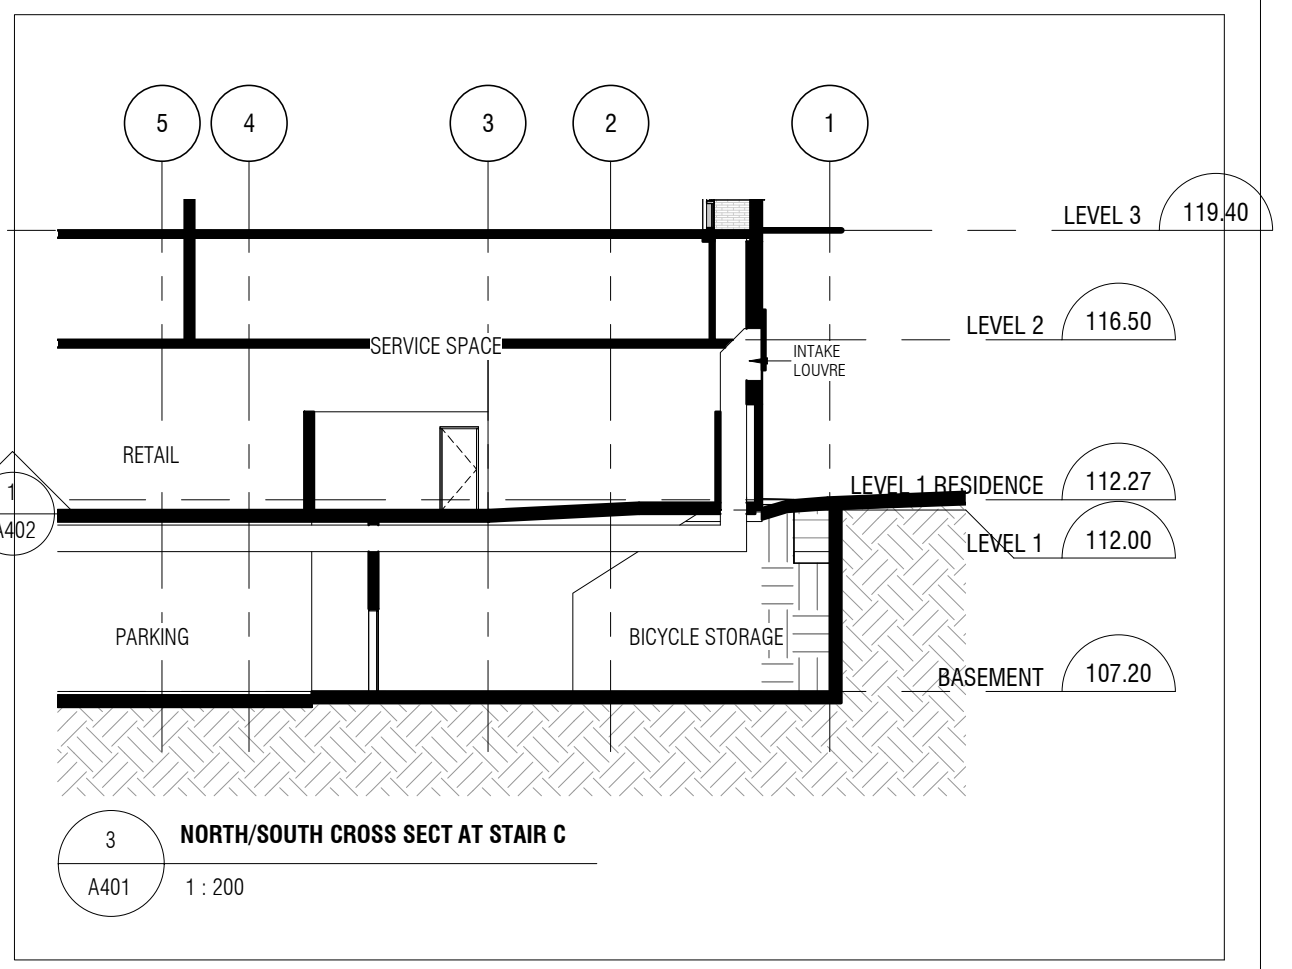 5
4
3
2
1
LEVEL 3
119.40
LEVEL 2
116.50
SERVICE SPACE
INTAKE
LOUVRE
RETAIL
LEVEL 1 RESIDENCE
112.27
1
A402
LEVEL 1
112.00
PARKING
BICYCLE STORAGE
BASEMENT
107.20
3
A401
NORTH/SOUTH CROSS SECT AT STAIR C
1 : 200